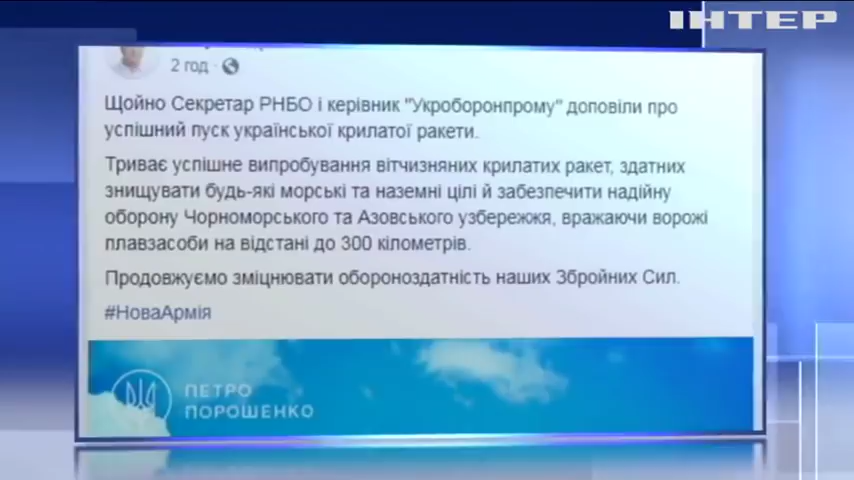 ІНТЕР
2 год
Щойно Секретар РНБО і керівник "Укроборонпрому" доповіли про
успішний пуск української крилатої ракети.
Триває успішне випробування вітчизняних крилатих ракет, здатних
знищувати будь-які морські та наземні цілі й забезпечити надійну
оборону Чорноморського та Азовського узбережжя, вражаючи ворожі
плавзасоби на відстані до 300 кілометрів.
Продовжуємо зміцнювати обороноздатність наших Збройних Сил.
#НоваАрмія
ПЕТРО
ПОРОШЕНКО